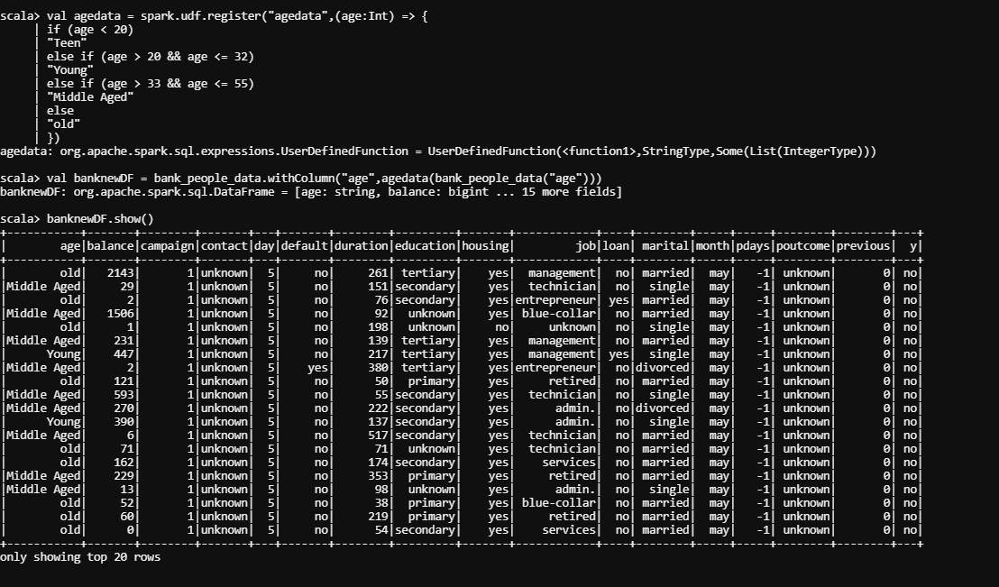 scala> val agedata = spark.udf.register("agedata",(age:Int) => {
     | if (age < 20)
     | "Teen"
     | else if (age > 20 && age <= 32)
     | "Young"
     | else if (age > 33 && age <= 55)
     | "Middle Aged"
     | else
     | "old"
     | })
agedata: org.apache.spark.sql.expressions.UserDefinedFunction = UserDefinedFunction(<function1>,StringType,Some(List(IntegerType)))
scala> val banknewDF = bank_people_data.withColumn("age",agedata(bank_people_data("age")))
banknewDF: org.apache.spark.sql.DataFrame = [age: string, balance: bigint ... 15 more fields]
scala> banknewDF.show()
+-----------+-------+--------+-------+---+-------+--------+---------+-------+------------+----+--------+-----+-----+--------+--------+---+
|        age|balance|campaign|contact|day|default|duration|education|housing|         job|loan| marital|month|pdays|poutcome|previous|  y|
+-----------+-------+--------+-------+---+-------+--------+---------+-------+------------+----+--------+-----+-----+--------+--------+---+
|        old|   2143|       1|unknown|  5|     no|     261| tertiary|    yes|  management|  no| married|  may|   -1| unknown|       0| no|
|Middle Aged|     29|       1|unknown|  5|     no|     151|secondary|    yes|  technician|  no|  single|  may|   -1| unknown|       0| no|
|        old|      2|       1|unknown|  5|     no|      76|secondary|    yes|entrepreneur| yes| married|  may|   -1| unknown|       0| no|
|Middle Aged|   1506|       1|unknown|  5|     no|      92|  unknown|    yes| blue-collar|  no| married|  may|   -1| unknown|       0| no|
|        old|      1|       1|unknown|  5|     no|     198|  unknown|     no|     unknown|  no|  single|  may|   -1| unknown|       0| no|
|Middle Aged|    231|       1|unknown|  5|     no|     139| tertiary|    yes|  management|  no| married|  may|   -1| unknown|       0| no|
|      Young|    447|       1|unknown|  5|     no|     217| tertiary|    yes|  management| yes|  single|  may|   -1| unknown|       0| no|
|Middle Aged|      2|       1|unknown|  5|    yes|     380| tertiary|    yes|entrepreneur|  no|divorced|  may|   -1| unknown|       0| no|
|        old|    121|       1|unknown|  5|     no|      50|  primary|    yes|     retired|  no| married|  may|   -1| unknown|       0| no|
|Middle Aged|    593|       1|unknown|  5|     no|      55|secondary|    yes|  technician|  no|  single|  may|   -1| unknown|       0| no|
|Middle Aged|    270|       1|unknown|  5|     no|     222|secondary|    yes|      admin.|  no|divorced|  may|   -1| unknown|       0| no|
|      Young|    390|       1|unknown|  5|     no|     137|secondary|    yes|      admin.|  no|  single|  may|   -1| unknown|       0| no|
|Middle Aged|      6|       1|unknown|  5|     no|     517|secondary|    yes|  technician|  no| married|  may|   -1| unknown|       0| no|
|        old|     71|       1|unknown|  5|     no|      71|  unknown|    yes|  technician|  no| married|  may|   -1| unknown|       0| no|
|        old|    162|       1|unknown|  5|     no|     174|secondary|    yes|    services|  no| married|  may|   -1| unknown|       0| no|
|Middle Aged|    229|       1|unknown|  5|     no|     353|  primary|    yes|     retired|  no| married|  may|   -1| unknown|       0| no|
|Middle Aged|     13|       1|unknown|  5|     no|      98|  unknown|    yes|      admin.|  no|  single|  may|   -1| unknown|       0| no|
|        old|     52|       1|unknown|  5|     no|      38|  primary|    yes| blue-collar|  no| married|  may|   -1| unknown|       0| no|
|        old|     60|       1|unknown|  5|     no|     219|  primary|    yes|     retired|  no| married|  may|   -1| unknown|       0| no|
|        old|      0|       1|unknown|  5|     no|      54|secondary|    yes|    services|  no| married|  may|   -1| unknown|       0| no|
+-----------+-------+--------+-------+---+-------+--------+---------+-------+------------+----+--------+-----+-----+--------+--------+---+
only showing top 20 rows